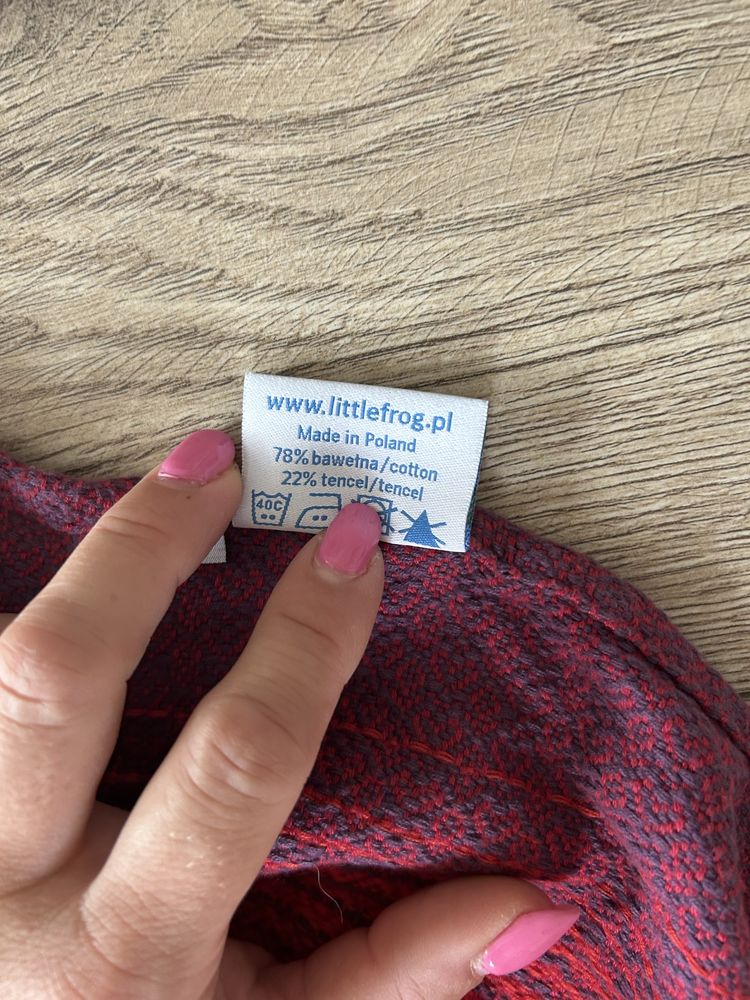 www.littlefrog.pl
Made in Poland
78% bawełna/cotton
22% tencel/tencel
40C